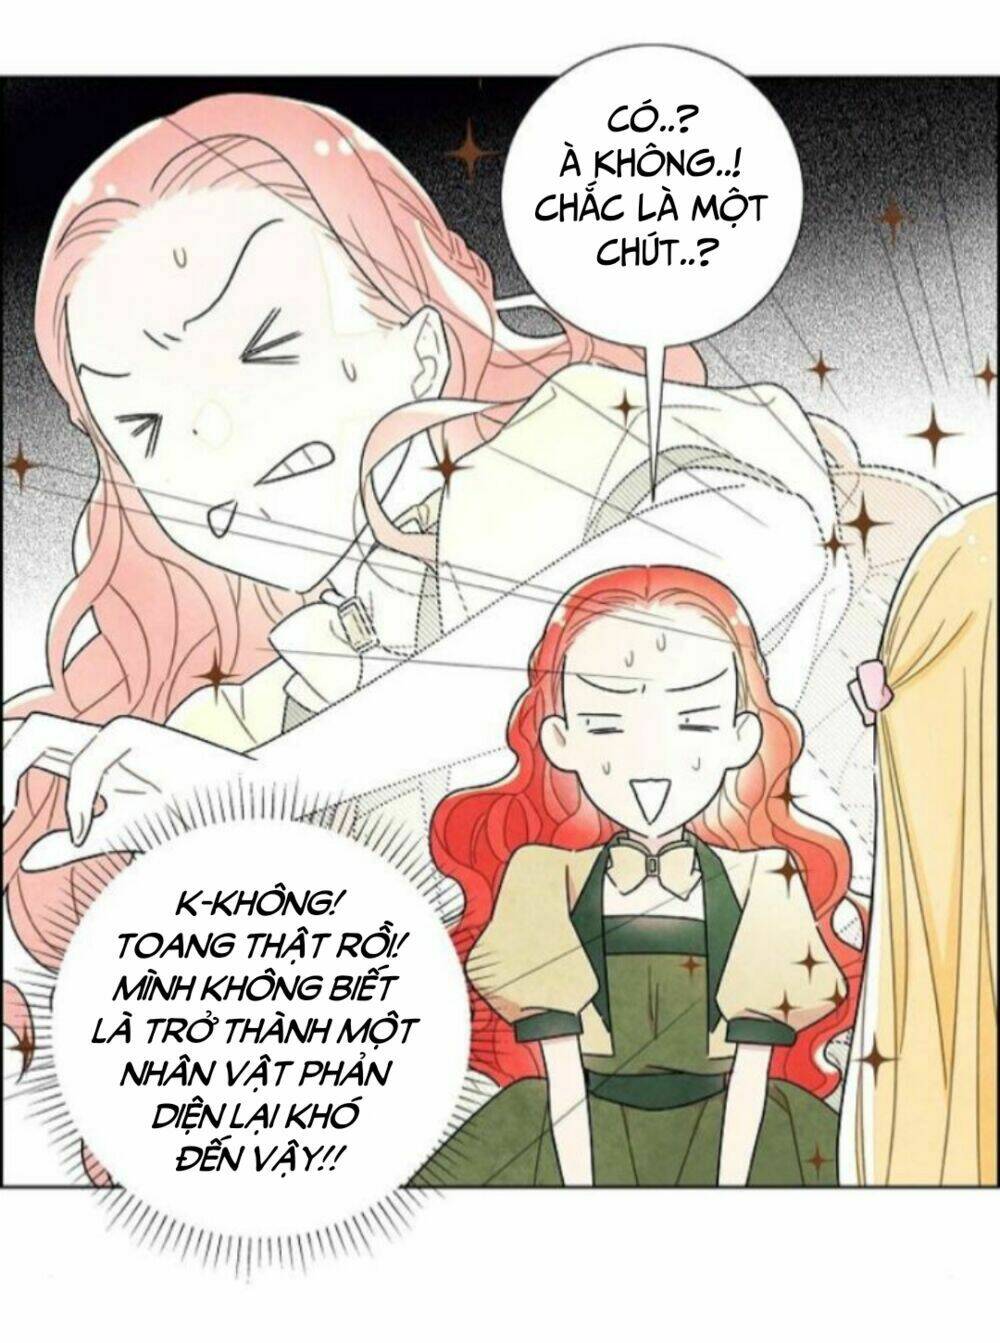 CÓ..?
À KHÔNG..!
CHẮC LÀ MỘT
CHÚT..?
K-KHÔNG!
TOANG THẬT RỒI!
MÌNH KHÔNG BIẾT
LÀ TRỞ THÀNH MỘT
NHÂN VẬT PHẢN
DIỆN LẠI KHÓ
ĐẾN VẬY!!